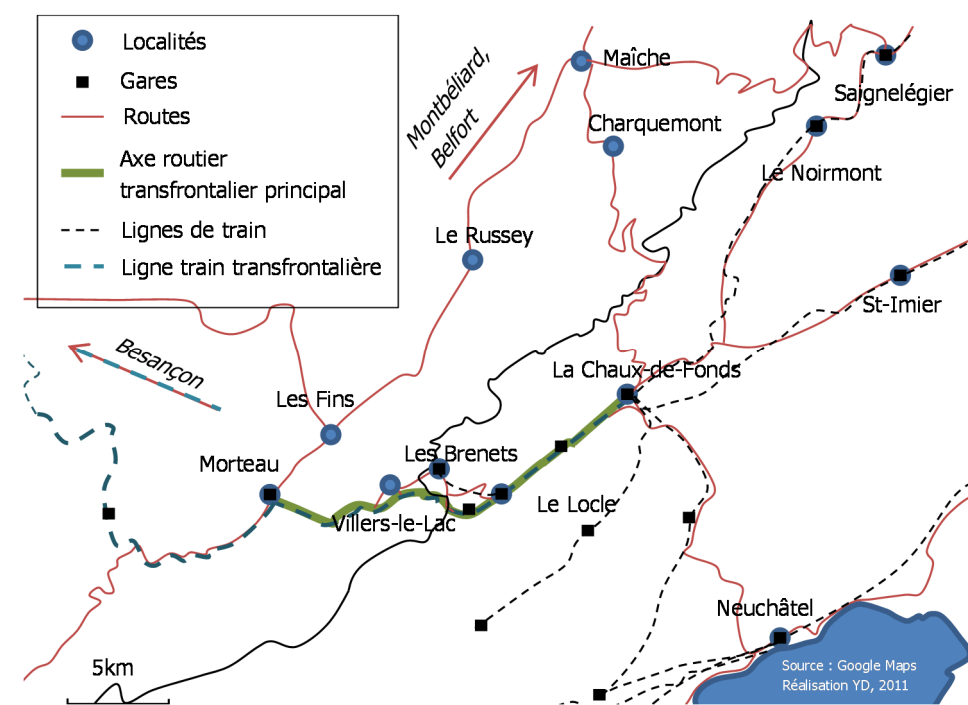 Localités
Gares
Routes
Axe routier
transfrontalier principal
Lignes de train
Ligne train transfrontalière
Montbéliard,
Belfort
Maîche
Saignelégier
Charquemont
Le Noirmont
Le Russey
St-Imier
Besançon
La Chaux-de-Fonds
Les Fins
Les Brenets
Morteau
Le Locle
Villers-le-Lac
Neuchâtel
5km
Source : Google Maps
Réalisation YD, 2011